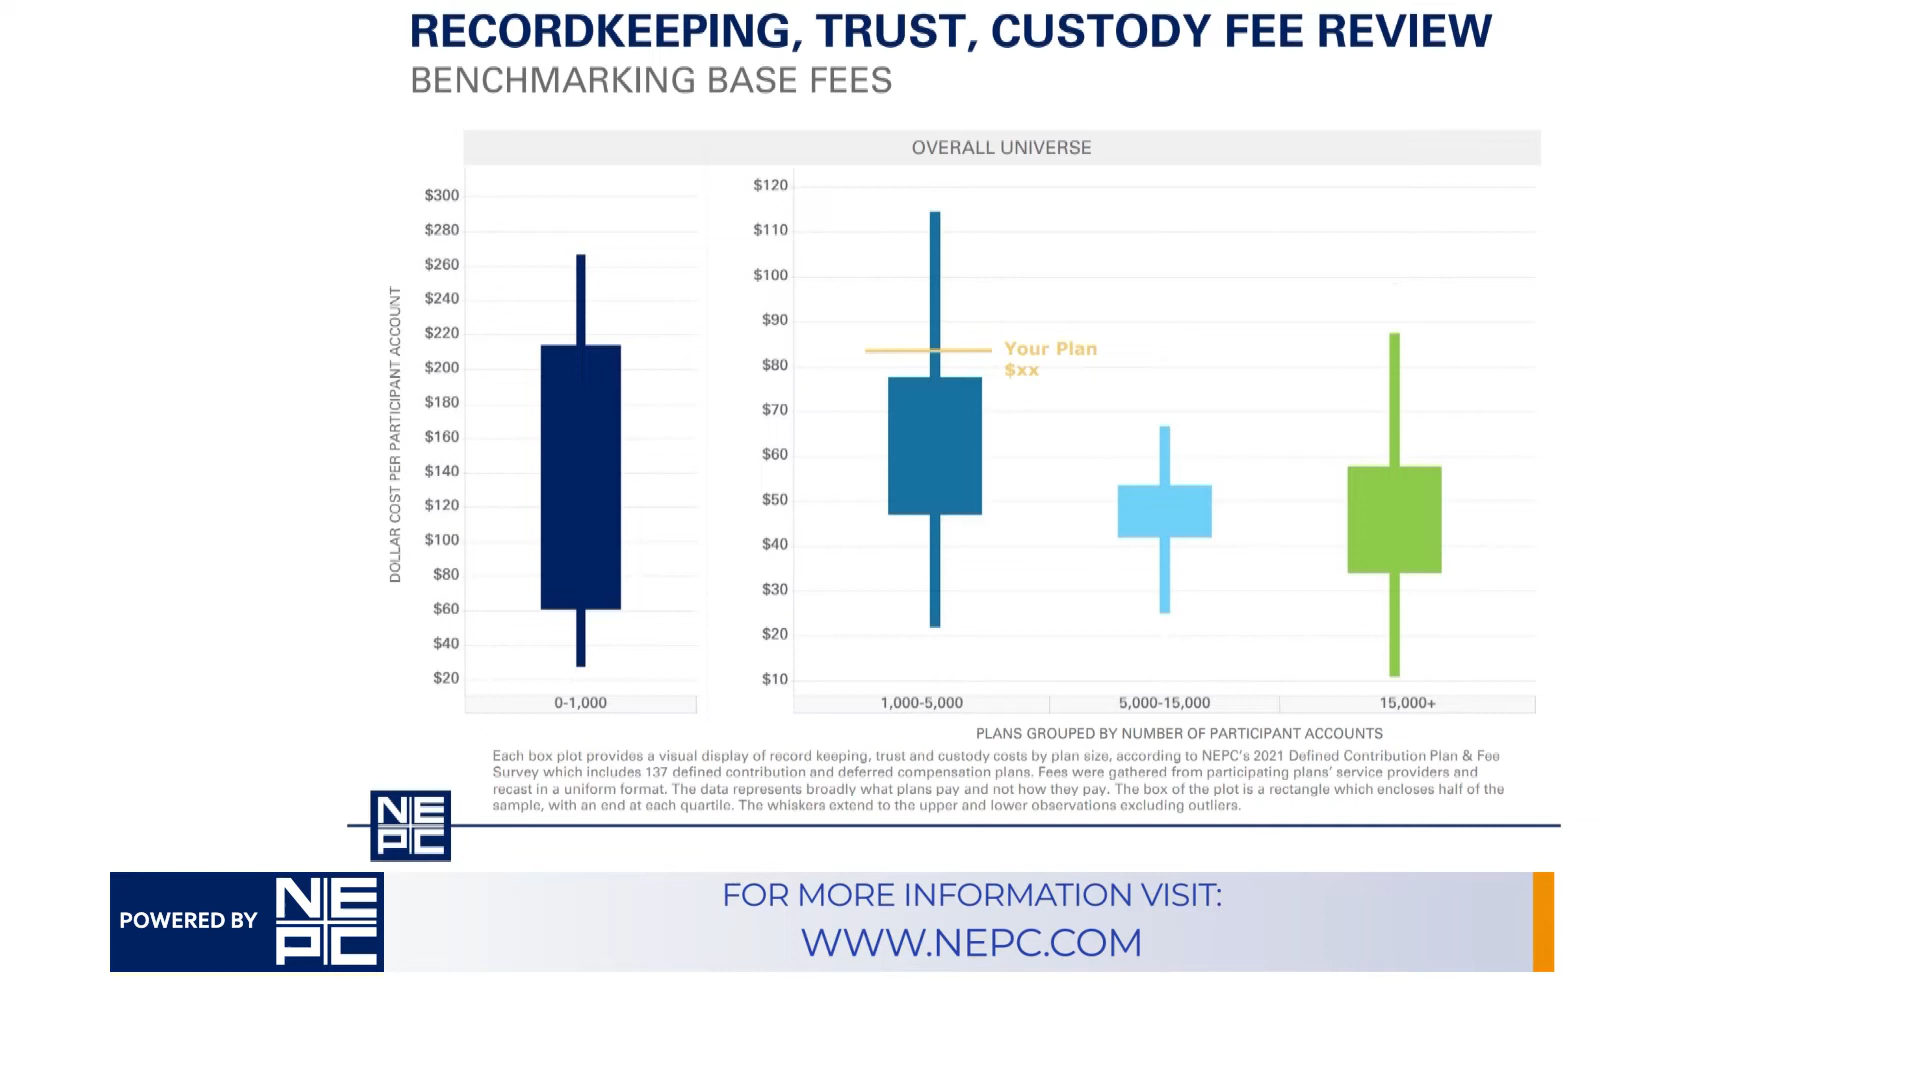 RECORDKEEPING, TRUST, CUSTODY FEE REVIEW
BENCHMARKING BASE FEES
OVERALL UNIVERSE
DOLLAR COST PER PARTICIPANT ACCOUNT
$300
$280
$260
$240
$220
$200
$180
$160
$140
$120
$100
$80
$60
$40
$20
0-1,000
$120
$110
$100
$90
$80
$70
$60
$50
$40
$30
$20
$10
Your Plan
$xx
1,000-5,000
5,000-15,000
15,000+
PLANS GROUPED BY NUMBER OF PARTICIPANT ACCOUNTS
Each box plot provides a visual display of record keeping, trust and custody costs by plan size, according to NEPC's 2021 Defined Contribution Plan & Fee
Survey which includes 137 defined contribution and deferred compensation plans. Fees were gathered from participating plans' service providers and
recast in a uniform format. The data represents broadly what plans pay and not how they pay. The box of the plot is a rectangle which encloses half of the
sample, with an end at each quartile. The whiskers extend to the upper and lower observations excluding outliers.
NE
PC
POWERED BY
NE
PC
FOR MORE INFORMATION VISIT:
WWW.NEPC.COM